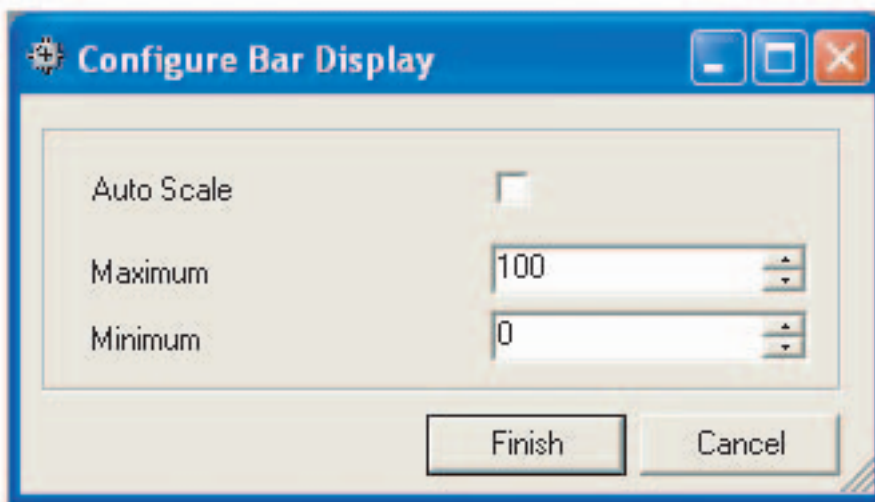 Configure Bar Display
Auto Scale
Maximum 100
Minimum 0
Finish Cancel